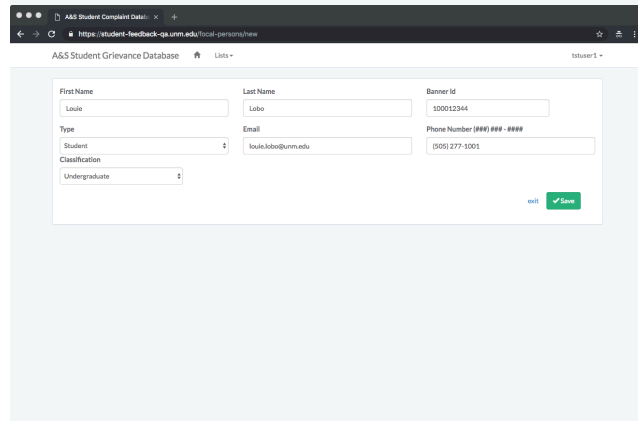 A&S Student Complaint Datab
https://student-feedback-qa.unm.edu/focal-persons/new
A&S Student Grievance Database Lists tstuser1
First Name Last Name Banner Id
Louie Lobo 100012344
Type Email Phone Number (###) ### - ####
Student louie.lobo@unm.edu (505) 277-1001
Classification
Undergraduate
exit Save